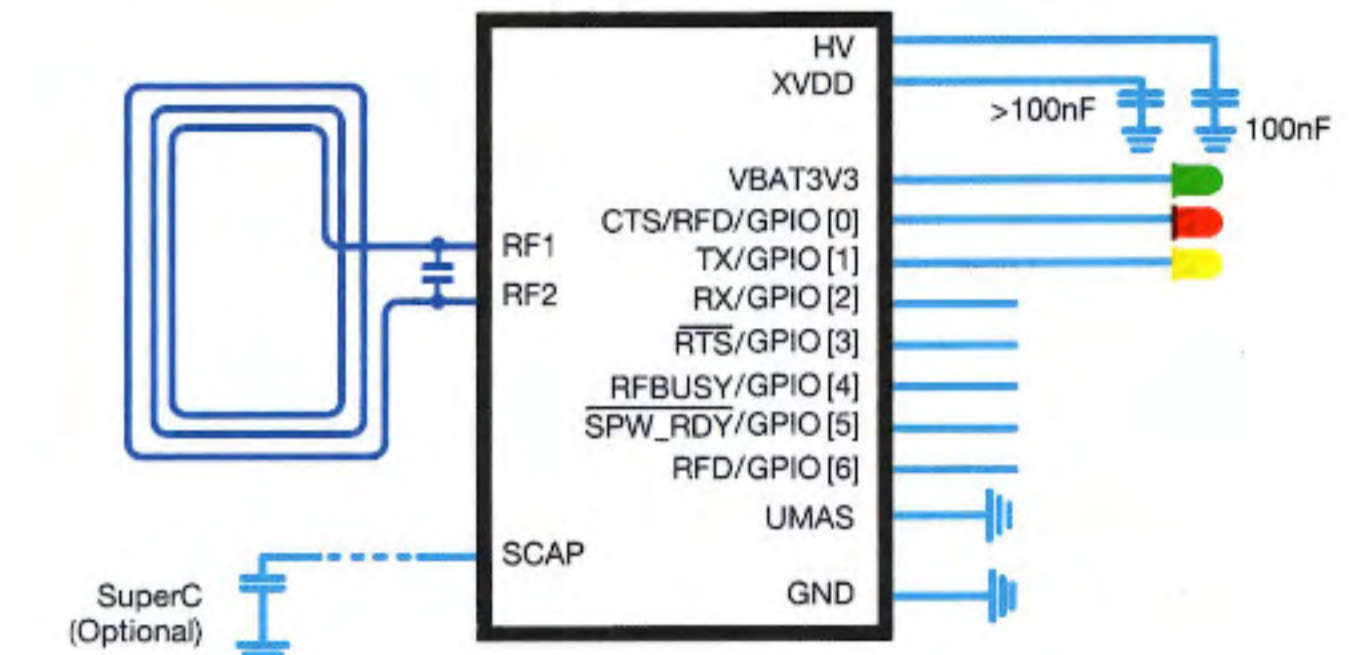 HV
XVDD
>100nF
100nF
VBAT3V3
CTS/RFD/GPIO [0]
RF1
TX/GPIO [1]
RF2
RX/GPIO [2]
RTS/GPIO [3]
RFBUSY/GPIO [4]
SPW_RDY/GPIO [5]
RFD/GPIO [6]
UMAS
SCAP
GND
SuperC
(Optional)